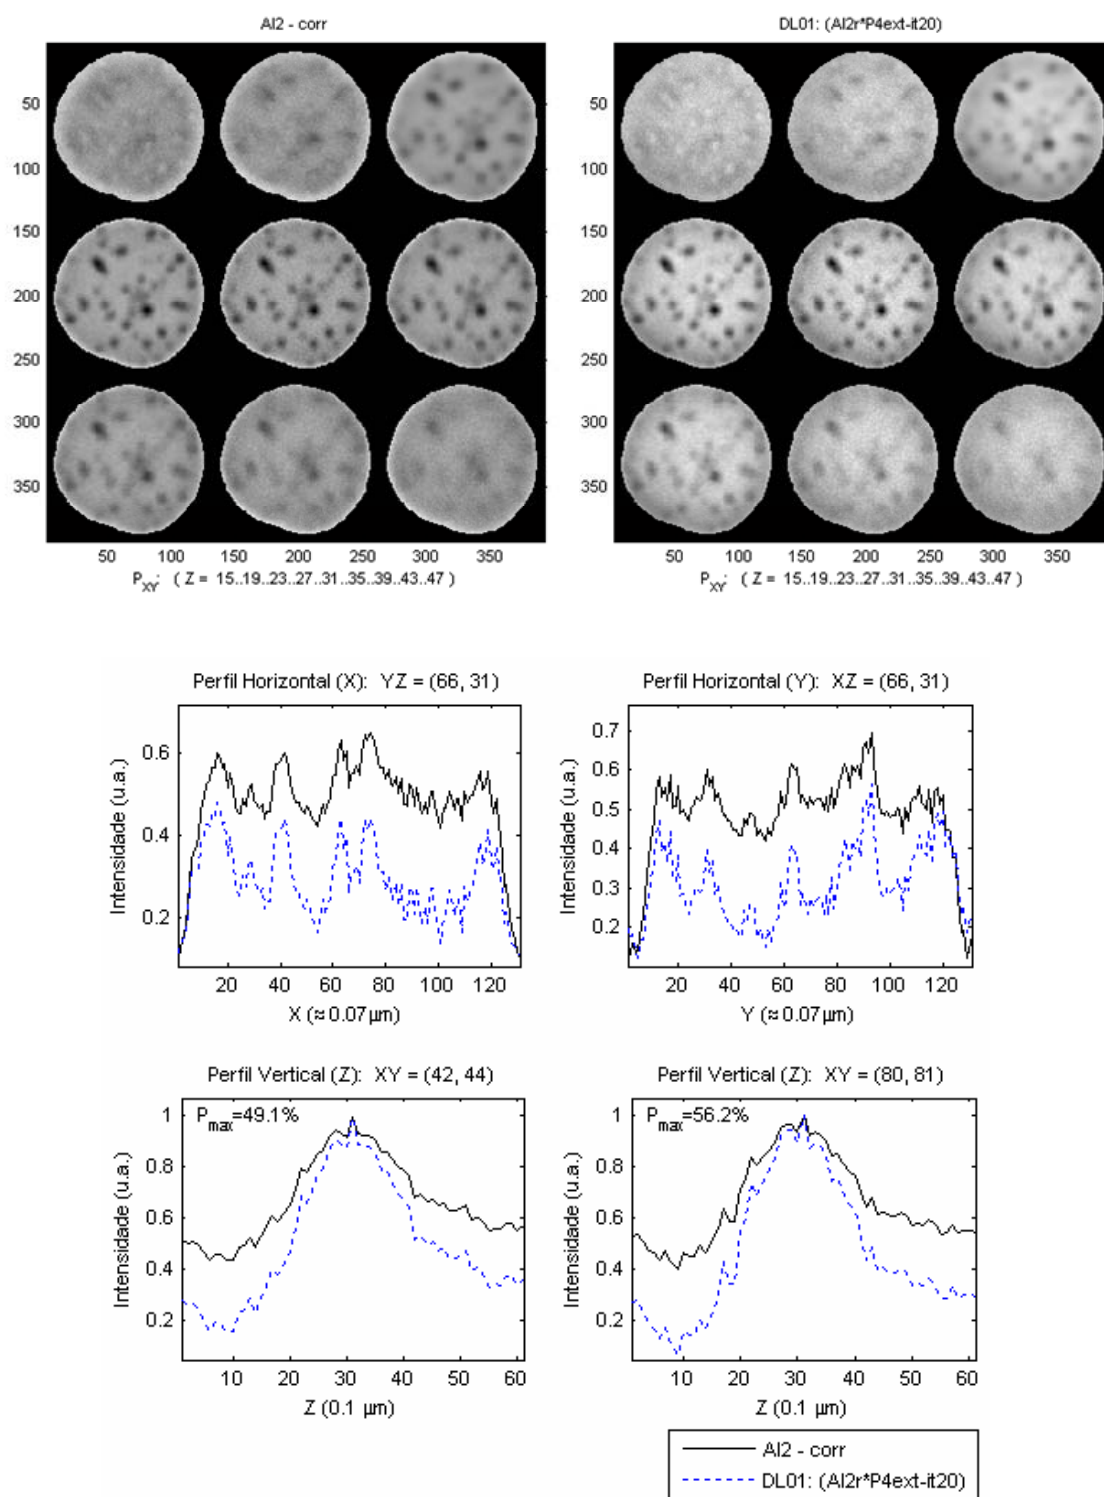 AI2 - corr
DL01: (AI2r*P4ext-it20)
50
100
150
200
250
300
350
50 100 150 200 250 300 350
P_XY: ( Z = 15..19..23..27..31..35..39..43..47 )
50
100
150
200
250
300
350
50 100 150 200 250 300 350
P_XY: ( Z = 15..19..23..27..31..35..39..43..47 )
Perfil Horizontal (X): YZ = (66, 31)
Intensidade (u.a.)
0.6
0.4
0.2
20 40 60 80 100 120
X (≈0.07µm)
Perfil Horizontal (Y): XZ = (66, 31)
Intensidade (u.a.)
0.7
0.6
0.5
0.4
0.3
0.2
20 40 60 80 100 120
Y (≈0.07µm)
Perfil Vertical (Z): XY = (42, 44)
P_max=49.1%
Intensidade (u.a.)
1
0.8
0.6
0.4
0.2
10 20 30 40 50 60
Z (0.1 µm)
Perfil Vertical (Z): XY = (80, 81)
P_max=56.2%
Intensidade (u.a.)
1
0.8
0.6
0.4
0.2
10 20 30 40 50 60
Z (0.1 µm)
AI2 - corr
DL01: (AI2r*P4ext-it20)